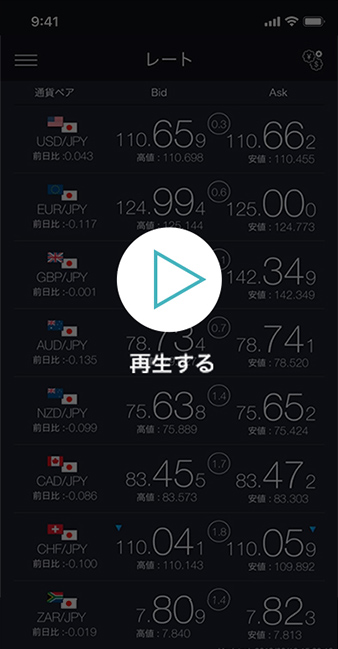 9:41
レート
通貨ペア Bid Ask
USD/JPY 110.659 0.3 110.662
前日比:0.043 高値:110.698 安値:110.455
EUR/JPY 124.994 0.6 125.000
前日比:-0.117 高値:125.144 安値:124.773
GBP/JPY 142.349
前日比:-0.001 安値:142.349
AUD/JPY 78.734 0.7 78.741
前日比:-0.135 安値:78.520
再生する
NZD/JPY 75.638 1.4 75.652
前日比:-0.099 高値:75.889 安値:75.424
CAD/JPY 83.455 1.7 83.472
前日比:-0.086 高値:83.573 安値:83.303
CHF/JPY 110.041 1.8 110.059
前日比:-0.100 高値:110.143 安値:109.892
ZAR/JPY 7.809 1.4 7.823
前日比:-0.019 高値:7.840 安値:7.813